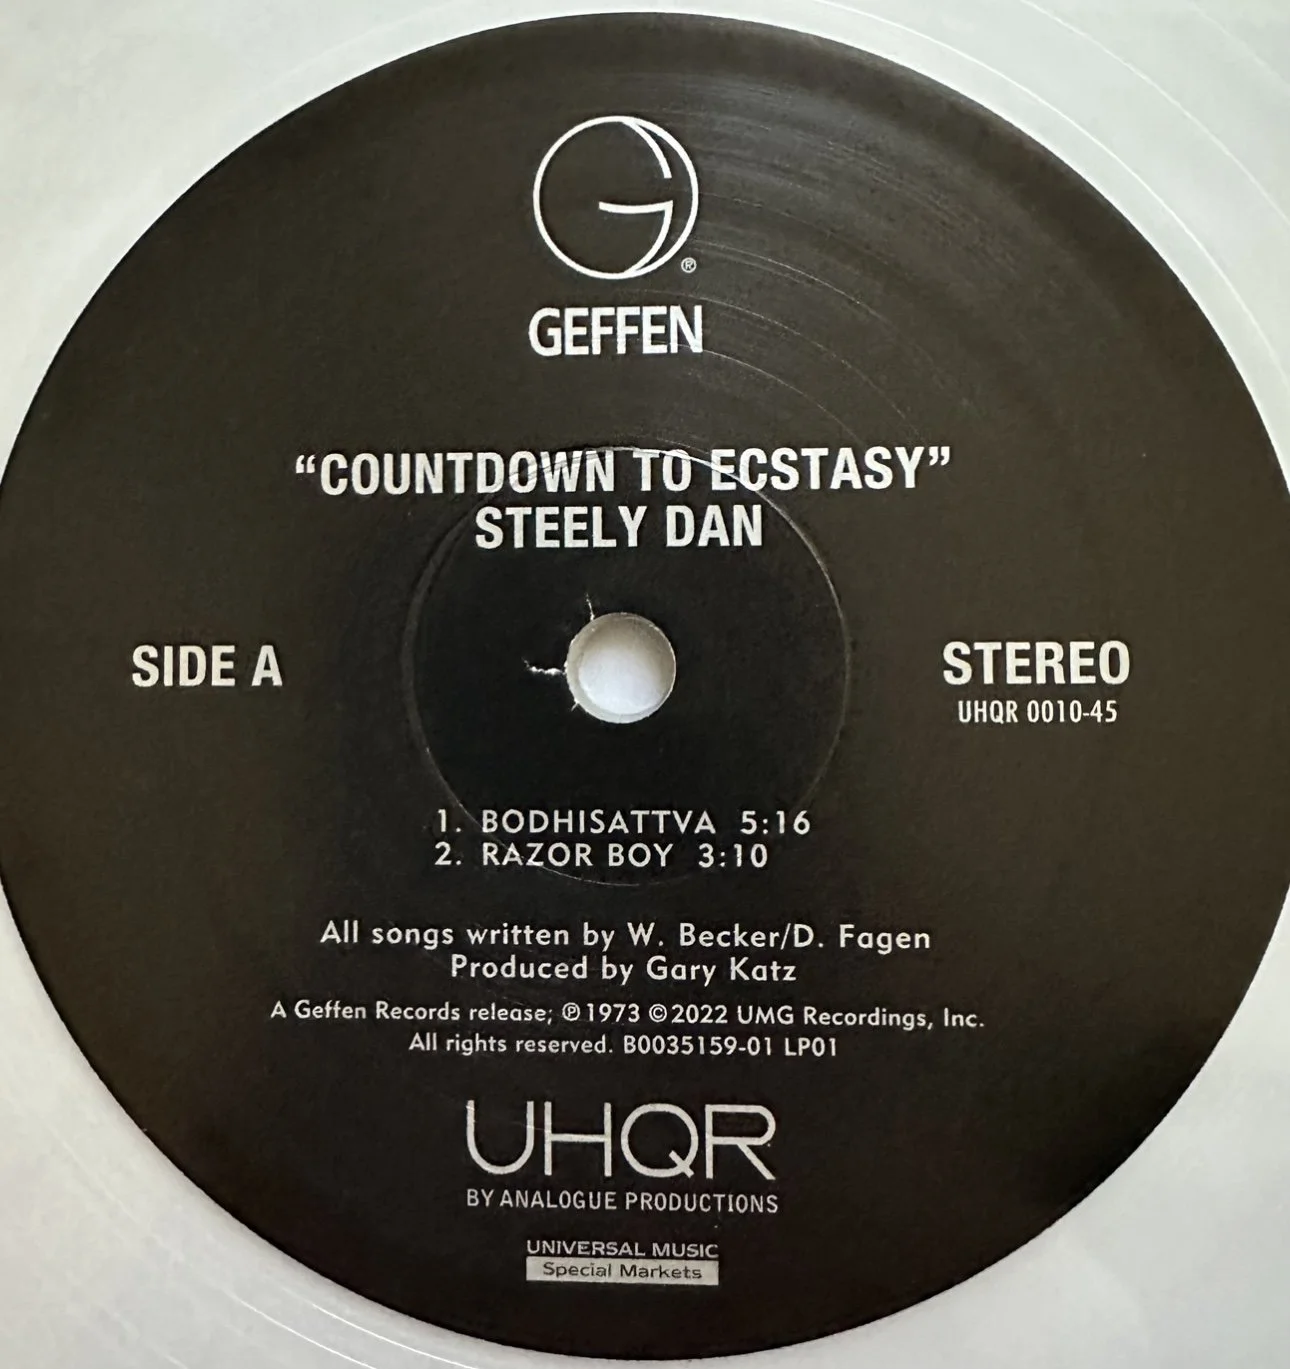 ®
GEFFEN
“COUNTDOWN TO ECSTASY”
STEELY DAN
SIDE A
STEREO
UHQR 0010-45
1. BODHISATTVA 5:16
2. RAZOR BOY 3:10
All songs written by W. Becker/D. Fagen
Produced by Gary Katz
A Geffen Records release; ℗1973 ©2022 UMG Recordings, Inc.
All rights reserved. B0035159-01 LP01
UHQR
BY ANALOGUE PRODUCTIONS
UNIVERSAL MUSIC
Special Markets